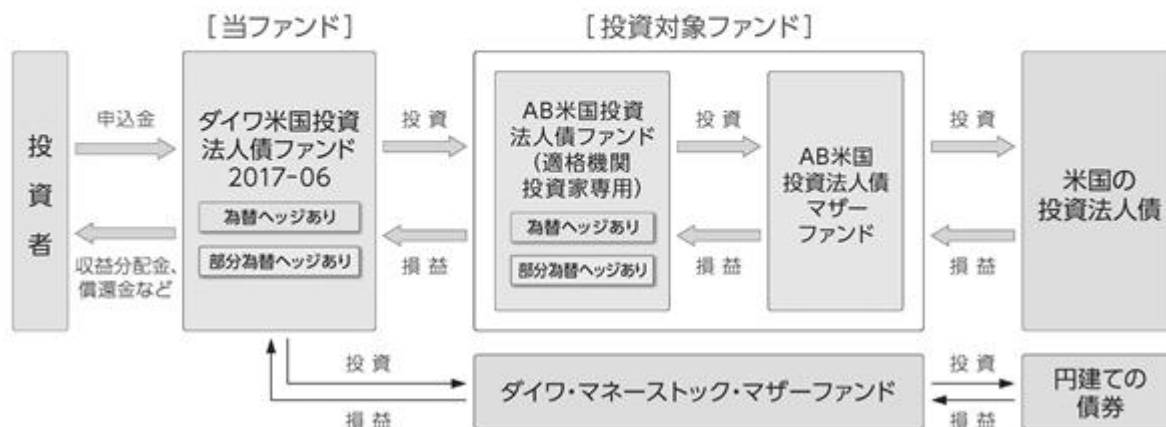 [当ファンド]
[投資対象ファンド]
投資者
申込金
収益分配金、
償還金など
ダイワ米国投資
法人債ファンド
2017-06
為替ヘッジあり
部分為替ヘッジあり
投資
損益
AB米国投資
法人債ファンド
(適格機関
投資家専用)
為替ヘッジあり
部分為替ヘッジあり
投資
損益
AB米国
投資法人債
マザー
ファンド
投資
損益
米国の
投資法人債
投資
損益
ダイワ・マネーストック・マザーファンド
投資
損益
円建ての
債券